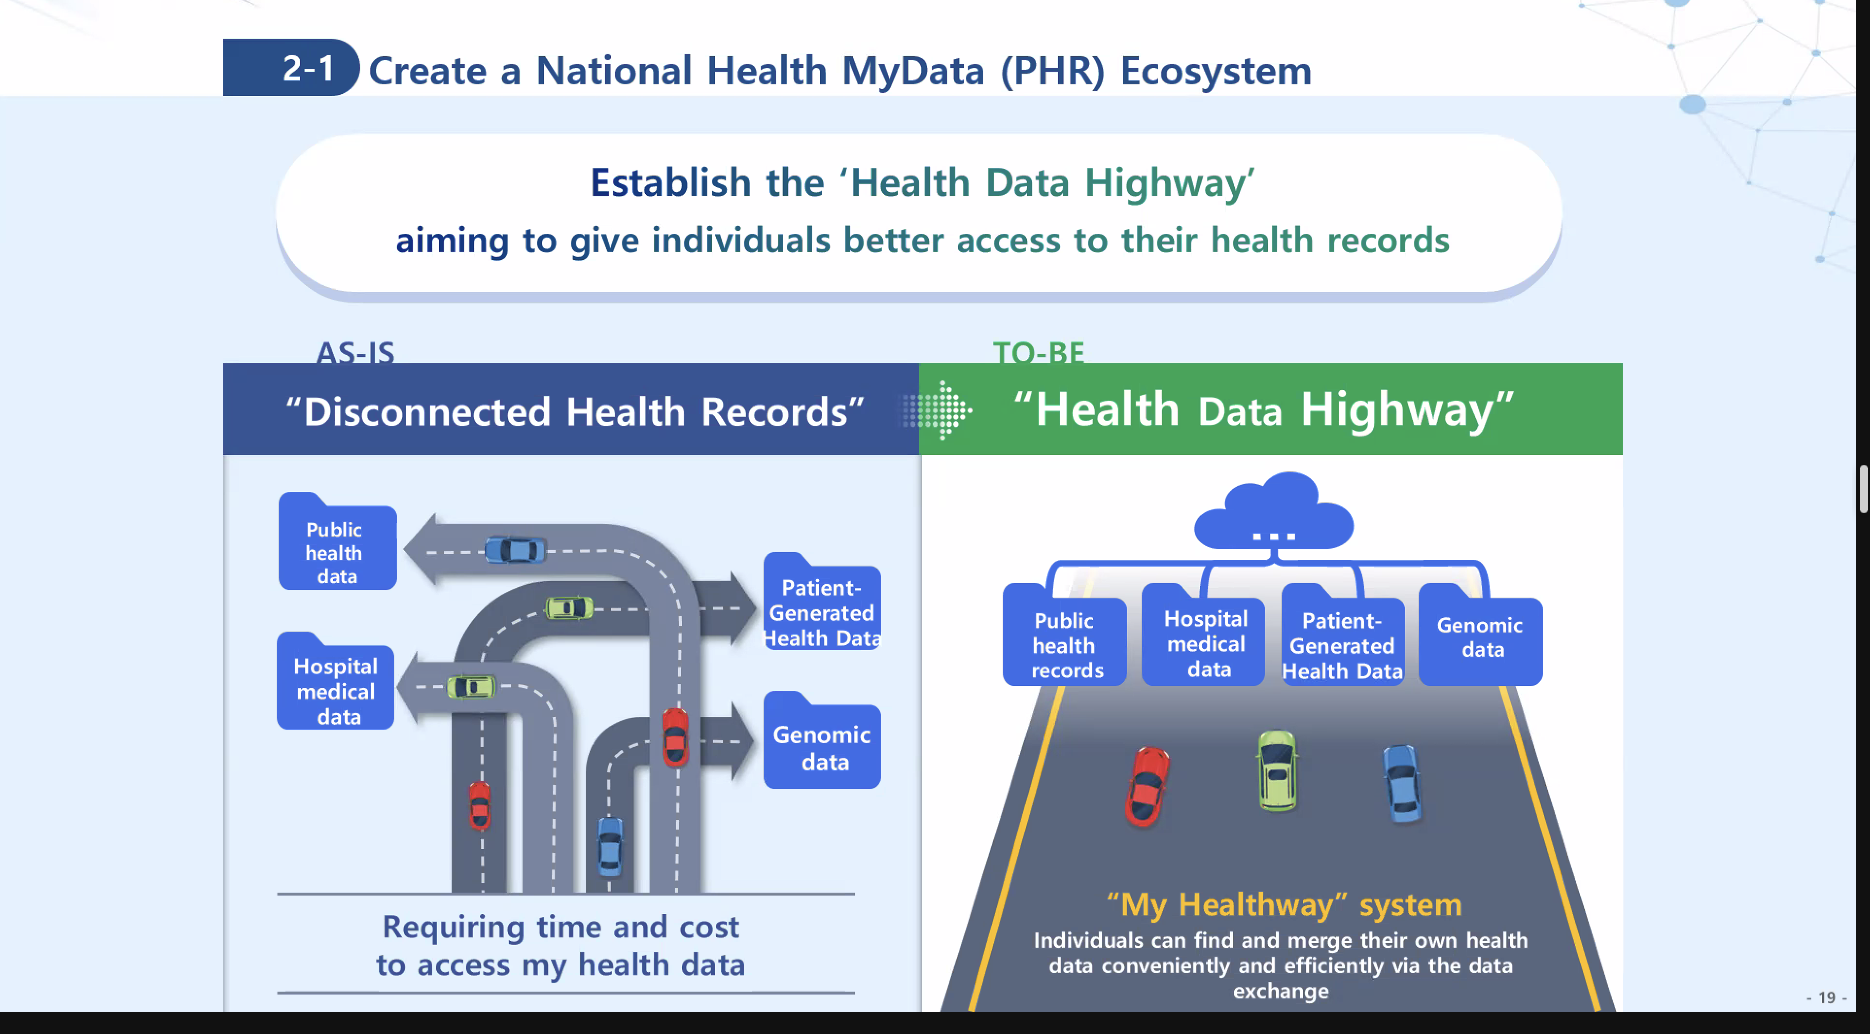 2-1 Create a National Health MyData (PHR) Ecosystem
Establish the ‘Health Data Highway’
aiming to give individuals better access to their health records
AS-IS
“Disconnected Health Records”
Public
health
data
Hospital
medical
data
Patient-
Generated
Health Data
Genomic
data
Requiring time and cost
to access my health data
TO-BE
“Health Data Highway”
...
Public
health
records
Hospital
medical
data
Patient-
Generated
Health Data
Genomic
data
“My Healthway” system
Individuals can find and merge their own health
data conveniently and efficiently via the data
exchange
- 19 -